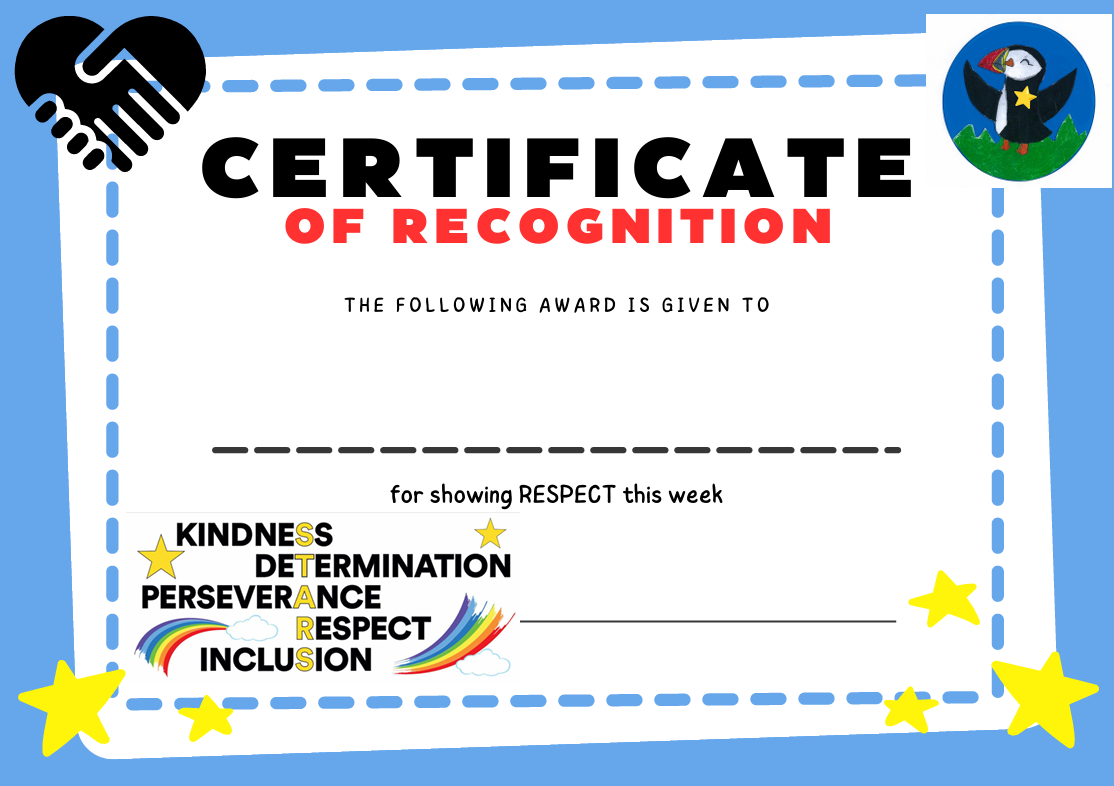 CERTIFICATE
OF RECOGNITION
THE FOLLOWING AWARD IS GIVEN TO
for showing RESPECT this week
KINDNESS
DETERMINATION
PERSEVERANCE
RESPECT
INCLUSION